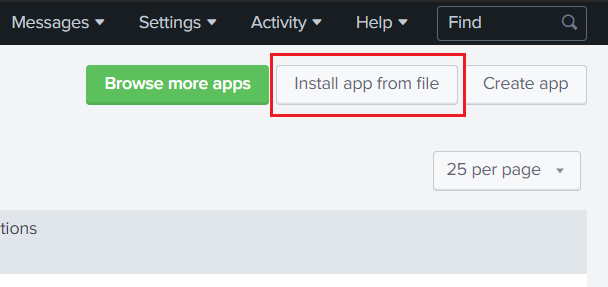 Messages Settings Activity Help Find
Browse more apps Install app from file Create app
25 per page
tions